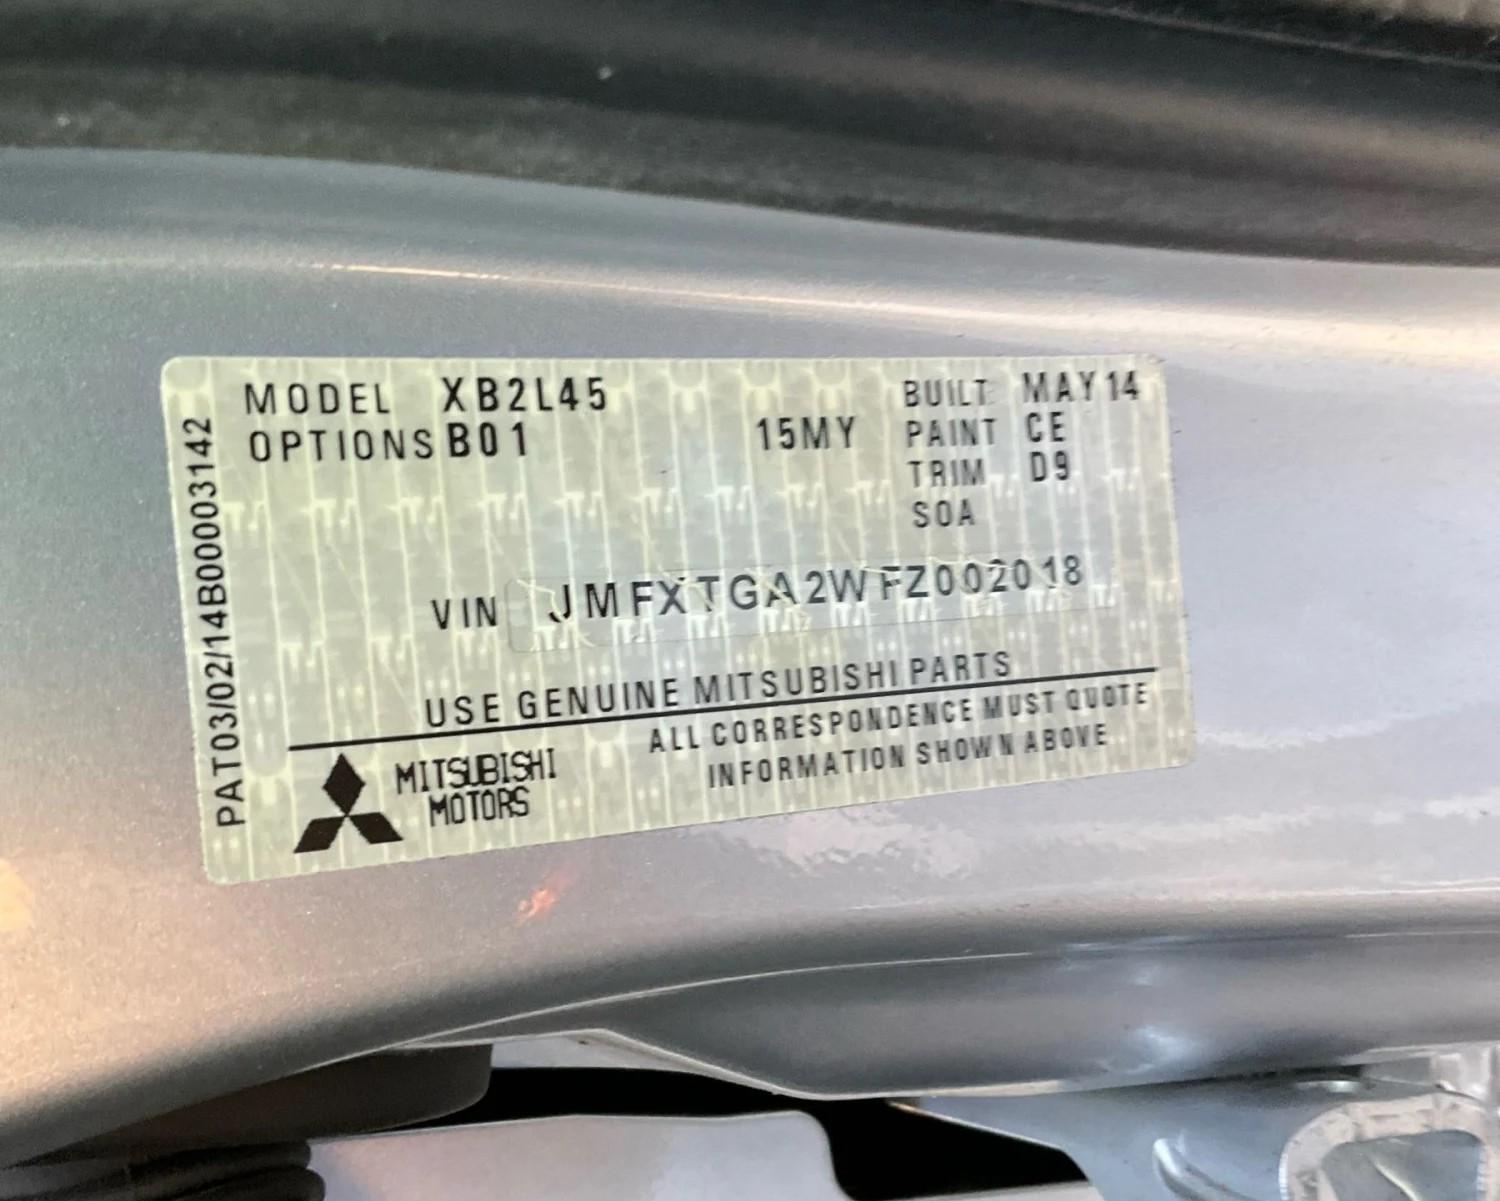 MODEL XB2L45 BUILT MAY 14
OPTIONS B01 15MY PAINT CE
TRIM D9
SOA
VIN JMFXTGA2WFZ002018
USE GENUINE MITSUBISHI PARTS
MITSUBISHI
MOTORS
ALL CORRESPONDENCE MUST QUOTE
INFORMATION SHOWN ABOVE
PAT03/02/14B00003142